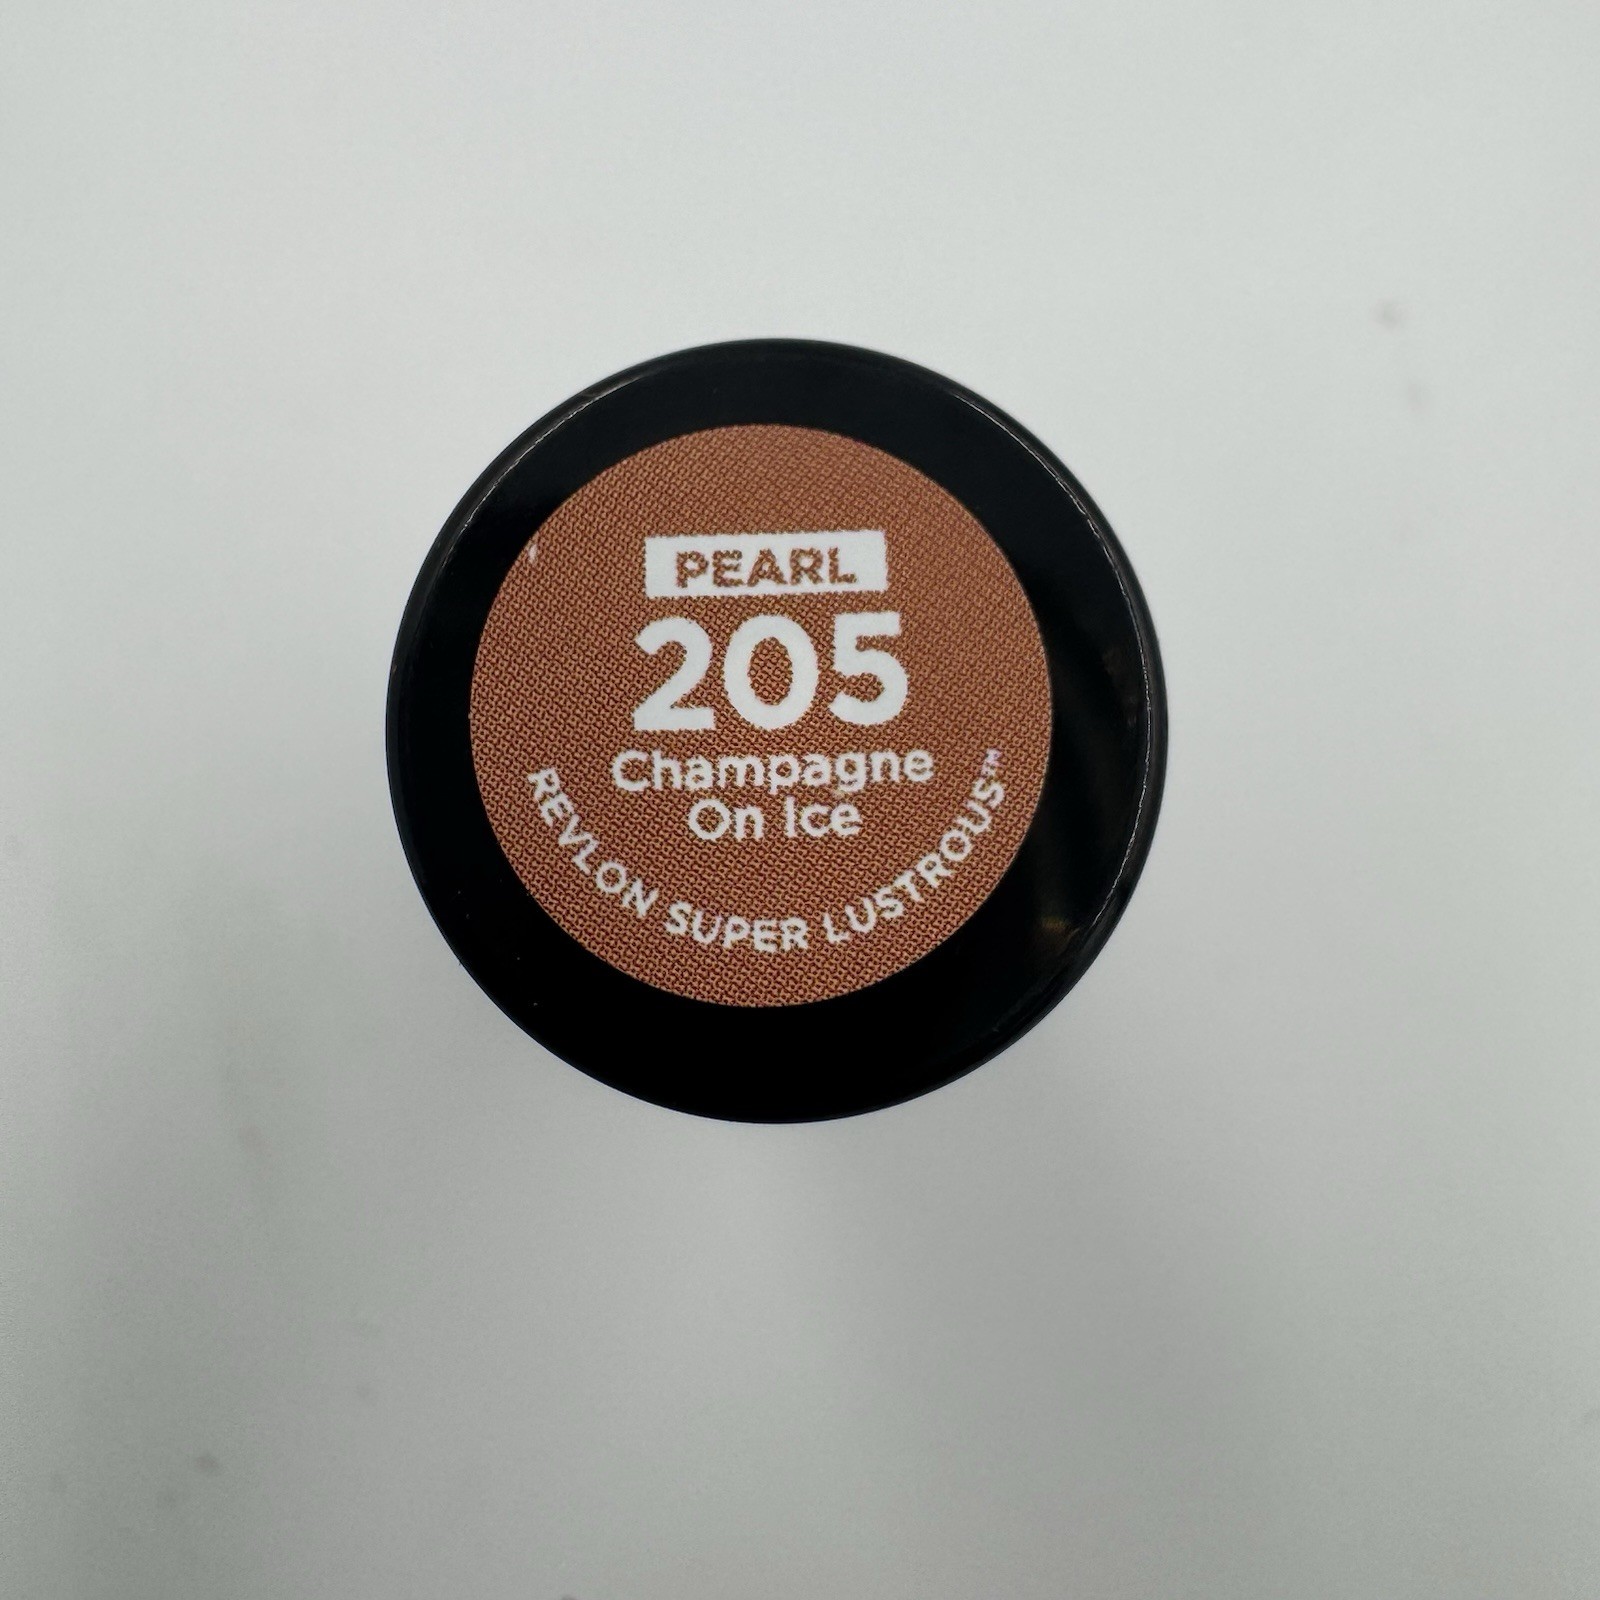 PEARL
205
Champagne
On Ice
REVLON SUPER LUSTROUS™